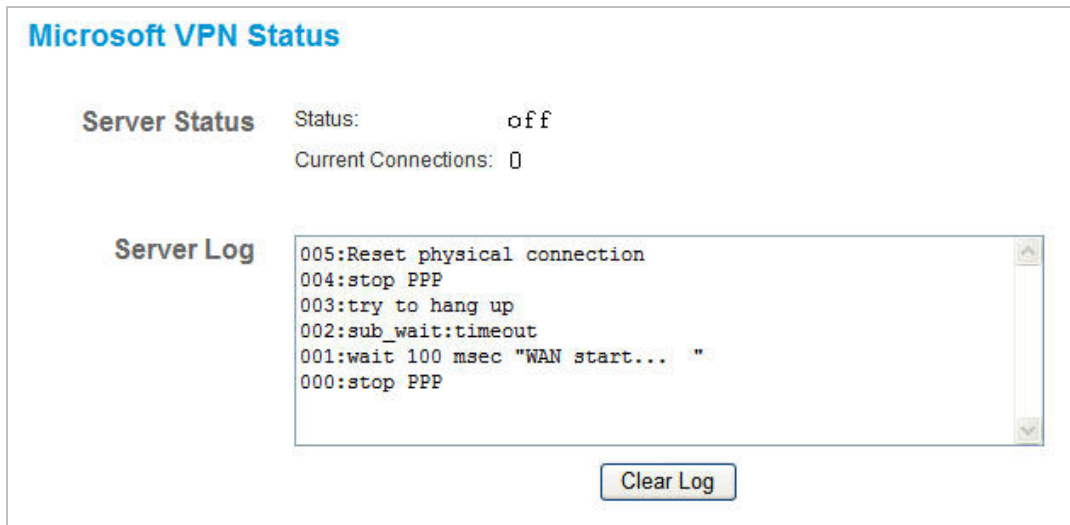 Microsoft VPN Status
Server Status
Status: off
Current Connections: 0
Server Log
005:Reset physical connection
004:stop PPP
003:try to hang up
002:sub_wait:timeout
001:wait 100 msec "WAN start...  "
000:stop PPP
Clear Log